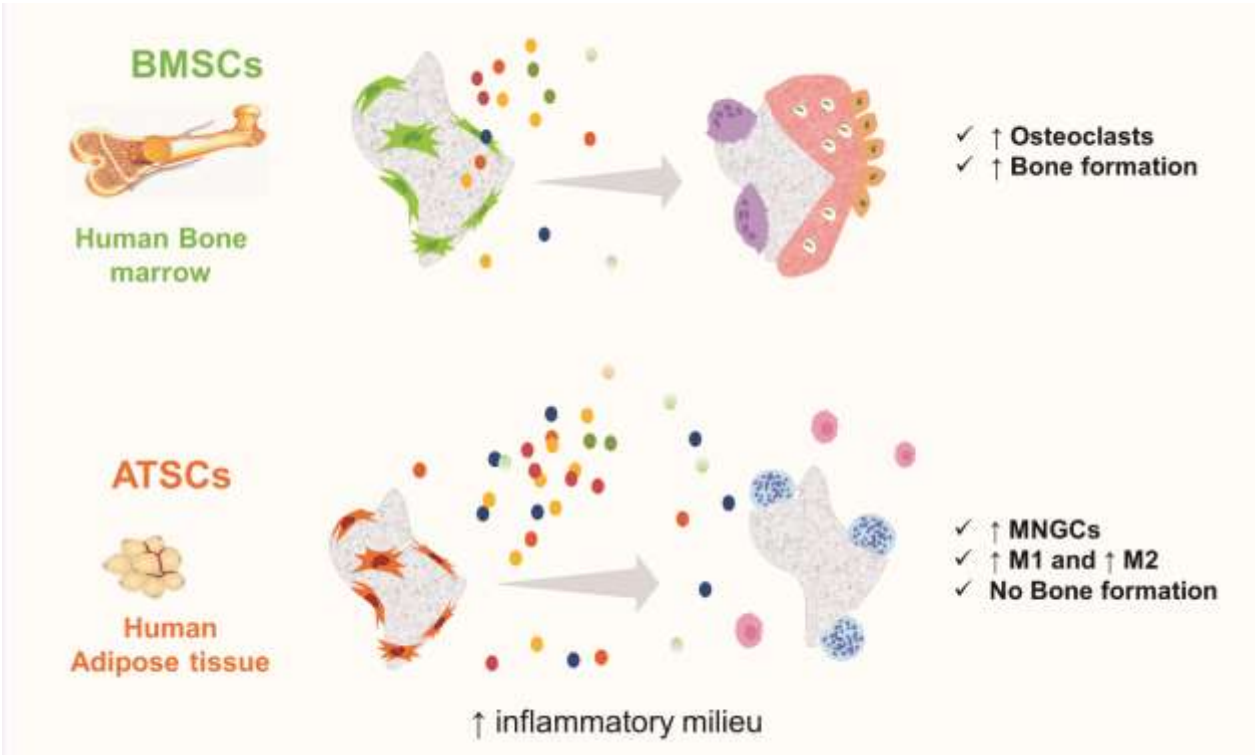 BMSCs
Human Bone
marrow
✓ ↑ Osteoclasts
✓ ↑ Bone formation
ATSCs
Human
Adipose tissue
✓ ↑ MNGCs
✓ ↑ M1 and ↑ M2
✓ No Bone formation
↑ inflammatory milieu